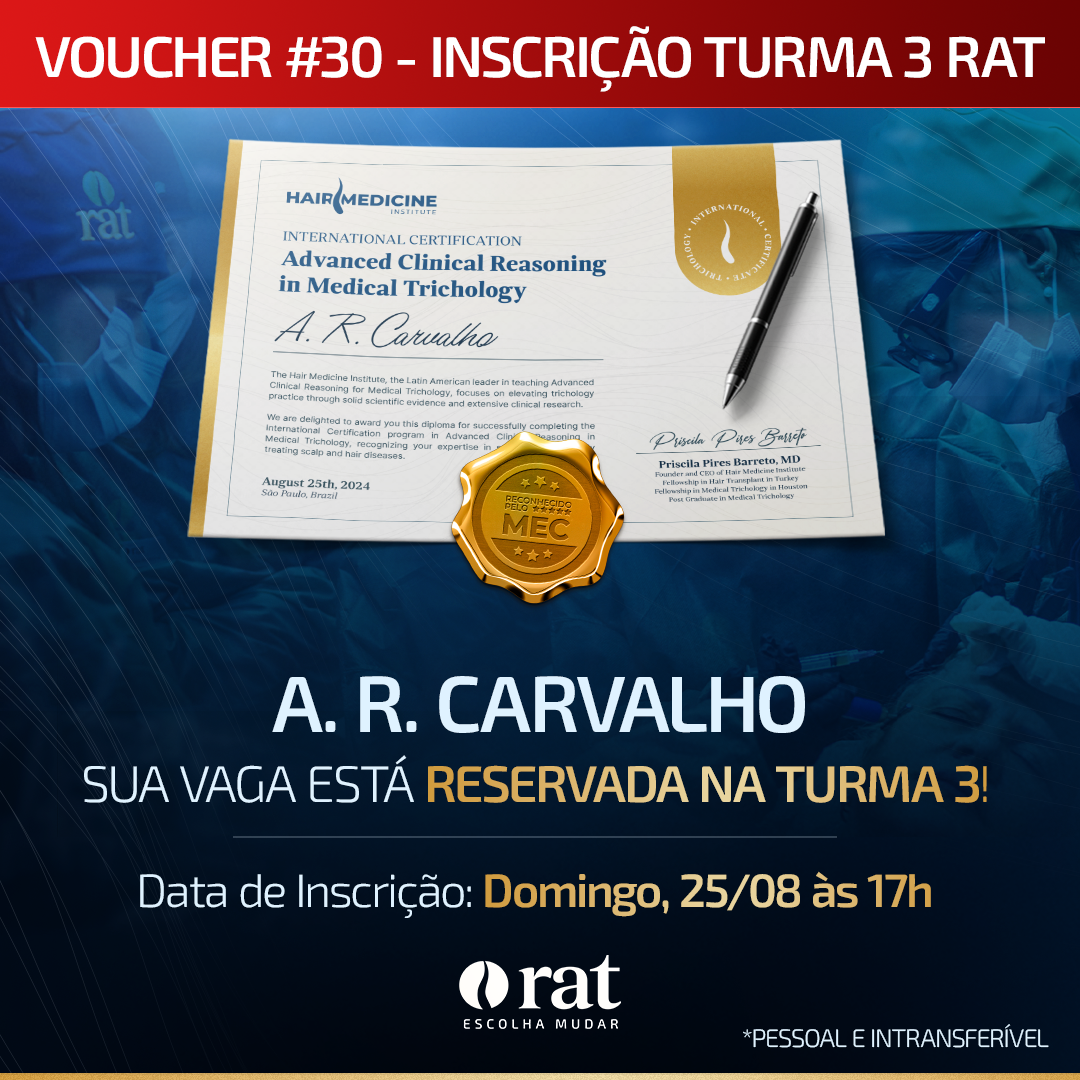 VOUCHER #30 - INSCRIÇÃO TURMA 3 RAT
rat
HAIR MEDICINE
INSTITUTE
INTERNATIONAL CERTIFICATION
Advanced Clinical Reasoning
in Medical Trichology
A. R. Carvalho
The Hair Medicine Institute, the Latin American leader in teaching Advanced
Clinical Reasoning for Medical Trichology, focuses on elevating trichology
practice through solid scientific evidence and extensive clinical research.
We are delighted to award you this diploma for successfully completing the
International Certification program in Advanced Clinical Reasoning in
Medical Trichology, recognizing your expertise in
treating scalp and hair diseases.
August 25th, 2024
São Paulo, Brazil
INTERNATIONAL • CERTIFICATE • TRICHOLOGY •
Priscila Pires Barreto
Priscila Pires Barreto, MD
Founder and CEO of Hair Medicine Institute
Fellowship in Hair Transplant in Turkey
Fellowship in Medical Trichology in Houston
Post Graduate in Medical Trichology
RECONHECIDO
PELO
MEC
A. R. CARVALHO
SUA VAGA ESTÁ RESERVADA NA TURMA 3!
Data de Inscrição: Domingo, 25/08 às 17h
rat
ESCOLHA MUDAR
*PESSOAL E INTRANSFERÍVEL